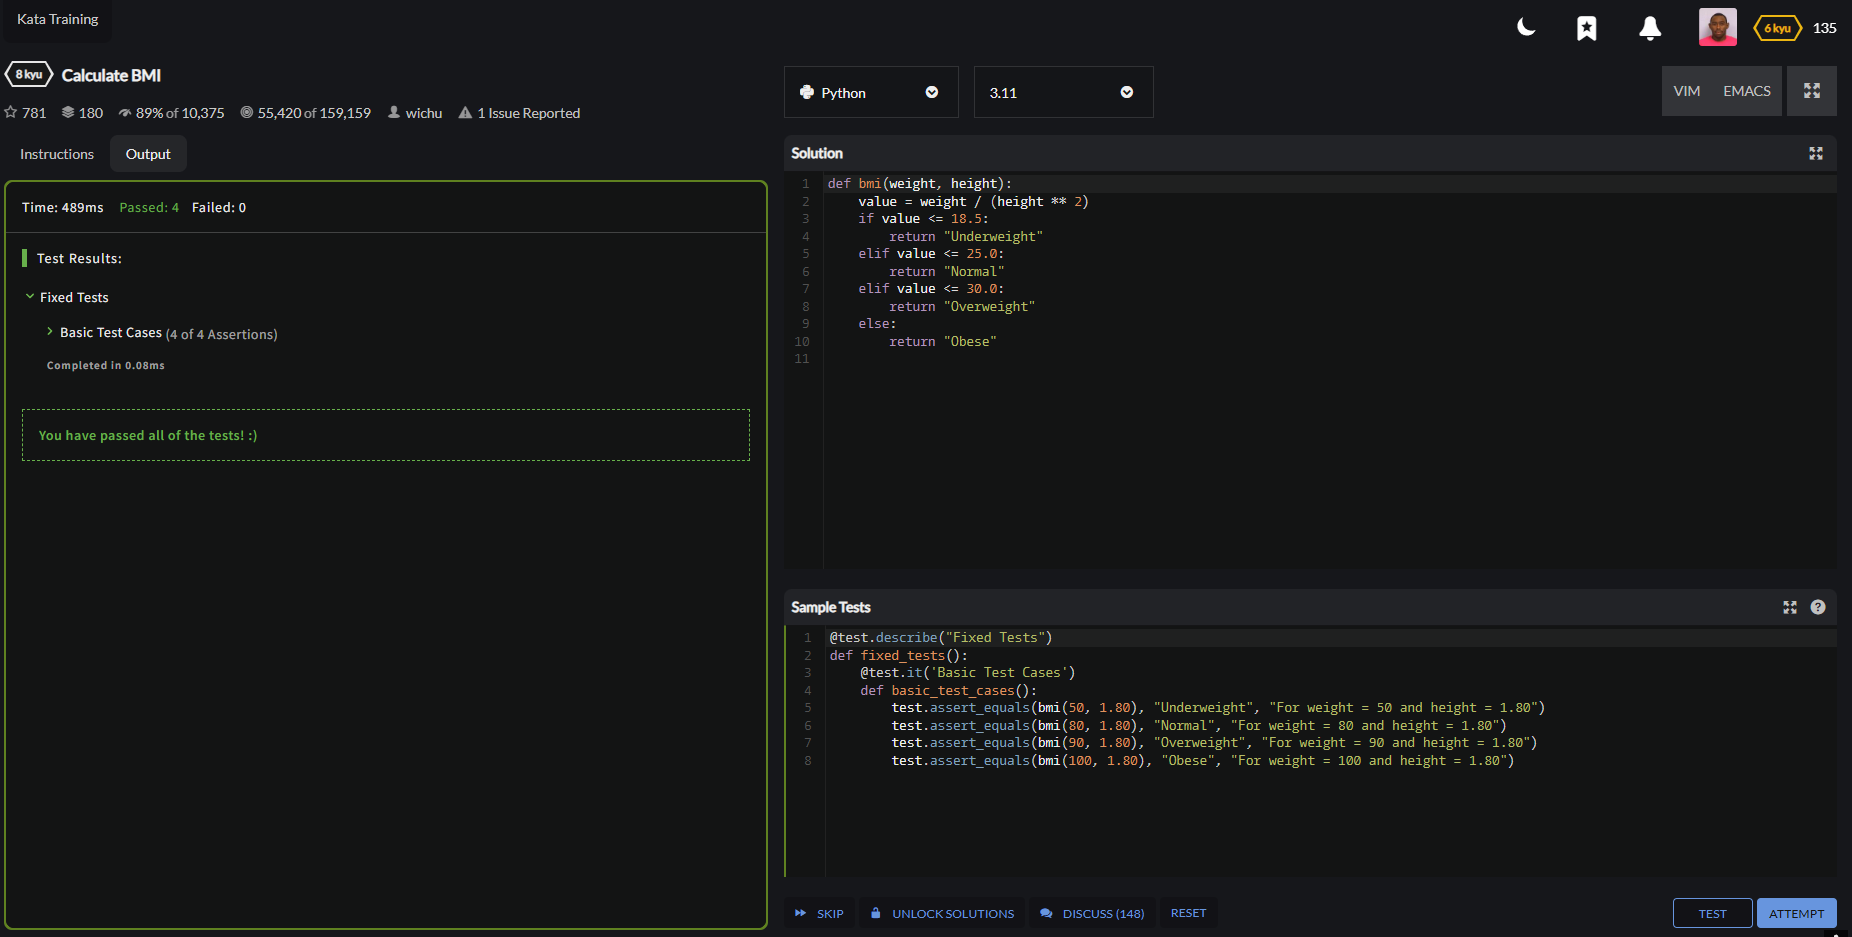 Kata Training
6 kyu 135
8 kyu Calculate BMI
781 180 89% of 10,375 55,420 of 159,159 wichu 1 Issue Reported
Instructions Output
Time: 489ms Passed: 4 Failed: 0
Test Results:
Fixed Tests
Basic Test Cases (4 of 4 Assertions)
Completed in 0.08ms
You have passed all of the tests! :)
Python 3.11 VIM EMACS
Solution
1 def bmi(weight, height):
2     value = weight / (height ** 2)
3     if value <= 18.5:
4         return "Underweight"
5     elif value <= 25.0:
6         return "Normal"
7     elif value <= 30.0:
8         return "Overweight"
9     else:
10         return "Obese"
11
Sample Tests
1 @test.describe("Fixed Tests")
2 def fixed_tests():
3     @test.it('Basic Test Cases')
4     def basic_test_cases():
5         test.assert_equals(bmi(50, 1.80), "Underweight", "For weight = 50 and height = 1.80")
6         test.assert_equals(bmi(80, 1.80), "Normal", "For weight = 80 and height = 1.80")
7         test.assert_equals(bmi(90, 1.80), "Overweight", "For weight = 90 and height = 1.80")
8         test.assert_equals(bmi(100, 1.80), "Obese", "For weight = 100 and height = 1.80")
SKIP UNLOCK SOLUTIONS DISCUSS (148) RESET TEST ATTEMPT